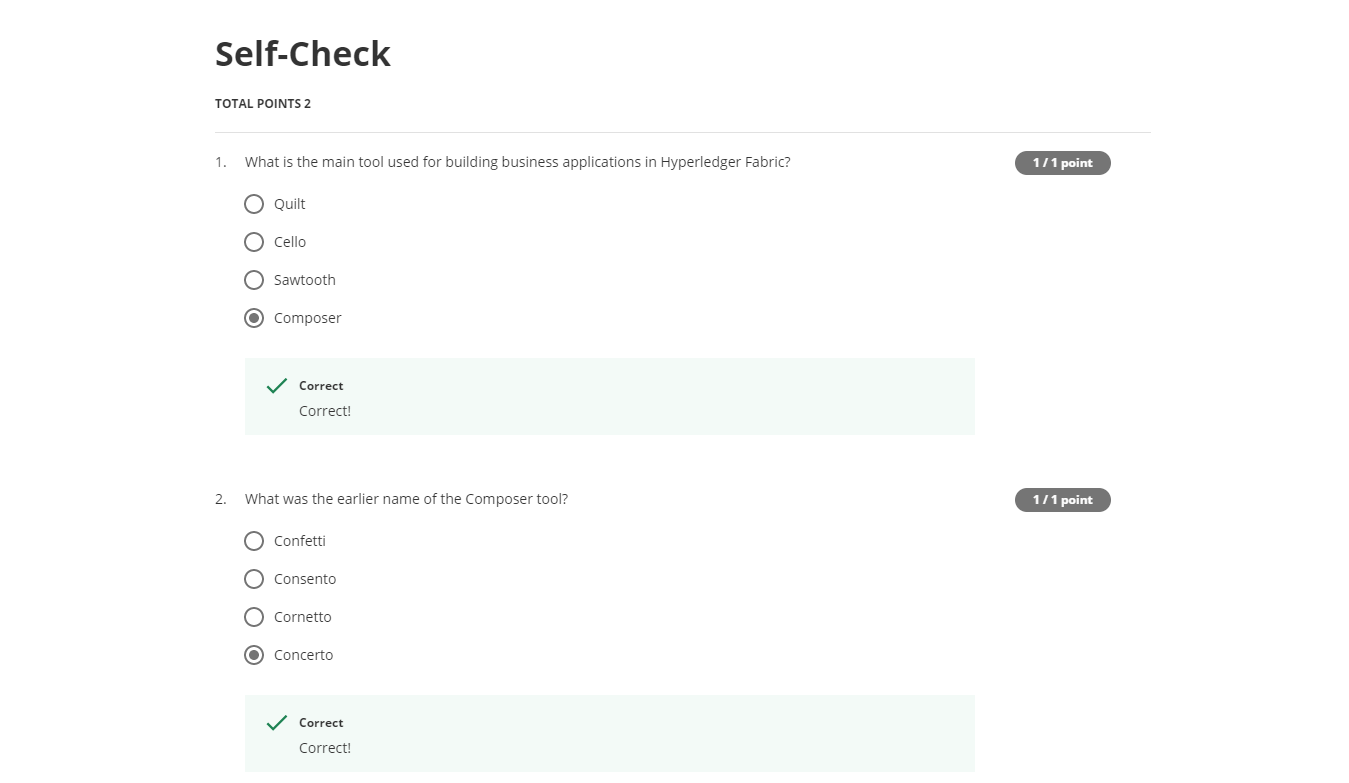 Self-Check
TOTAL POINTS 2
1. What is the main tool used for building business applications in Hyperledger Fabric? 1 / 1 point
Quilt
Cello
Sawtooth
Composer
Correct
Correct!
2. What was the earlier name of the Composer tool? 1 / 1 point
Confetti
Consento
Cornetto
Concerto
Correct
Correct!